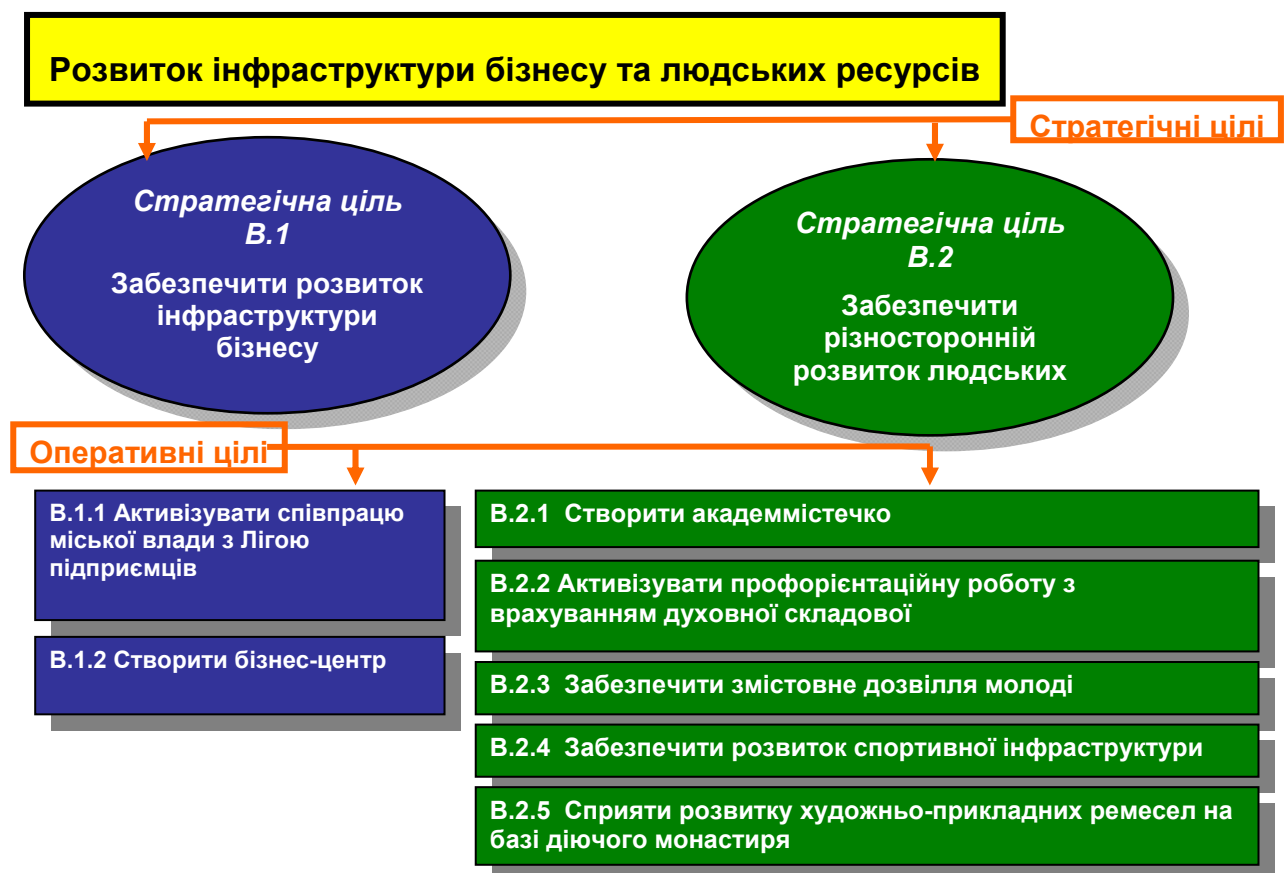 Розвиток інфраструктури бізнесу та людських ресурсів
Стратегічні цілі
Стратегічна ціль
В.1
Забезпечити розвиток
інфраструктури
бізнесу
Стратегічна ціль
В.2
Забезпечити
різносторонній
розвиток людських
Оперативні цілі
В.1.1 Активізувати співпрацю
міської влади з Лігою
підприємців
В.1.2 Створити бізнес-центр
В.2.1 Створити академмістечко
В.2.2 Активізувати профорієнтаційну роботу з
врахуванням духовної складової
В.2.3 Забезпечити змістовне дозвілля молоді
В.2.4 Забезпечити розвиток спортивної інфраструктури
В.2.5 Сприяти розвитку художньо-прикладних ремесел на
базі діючого монастиря